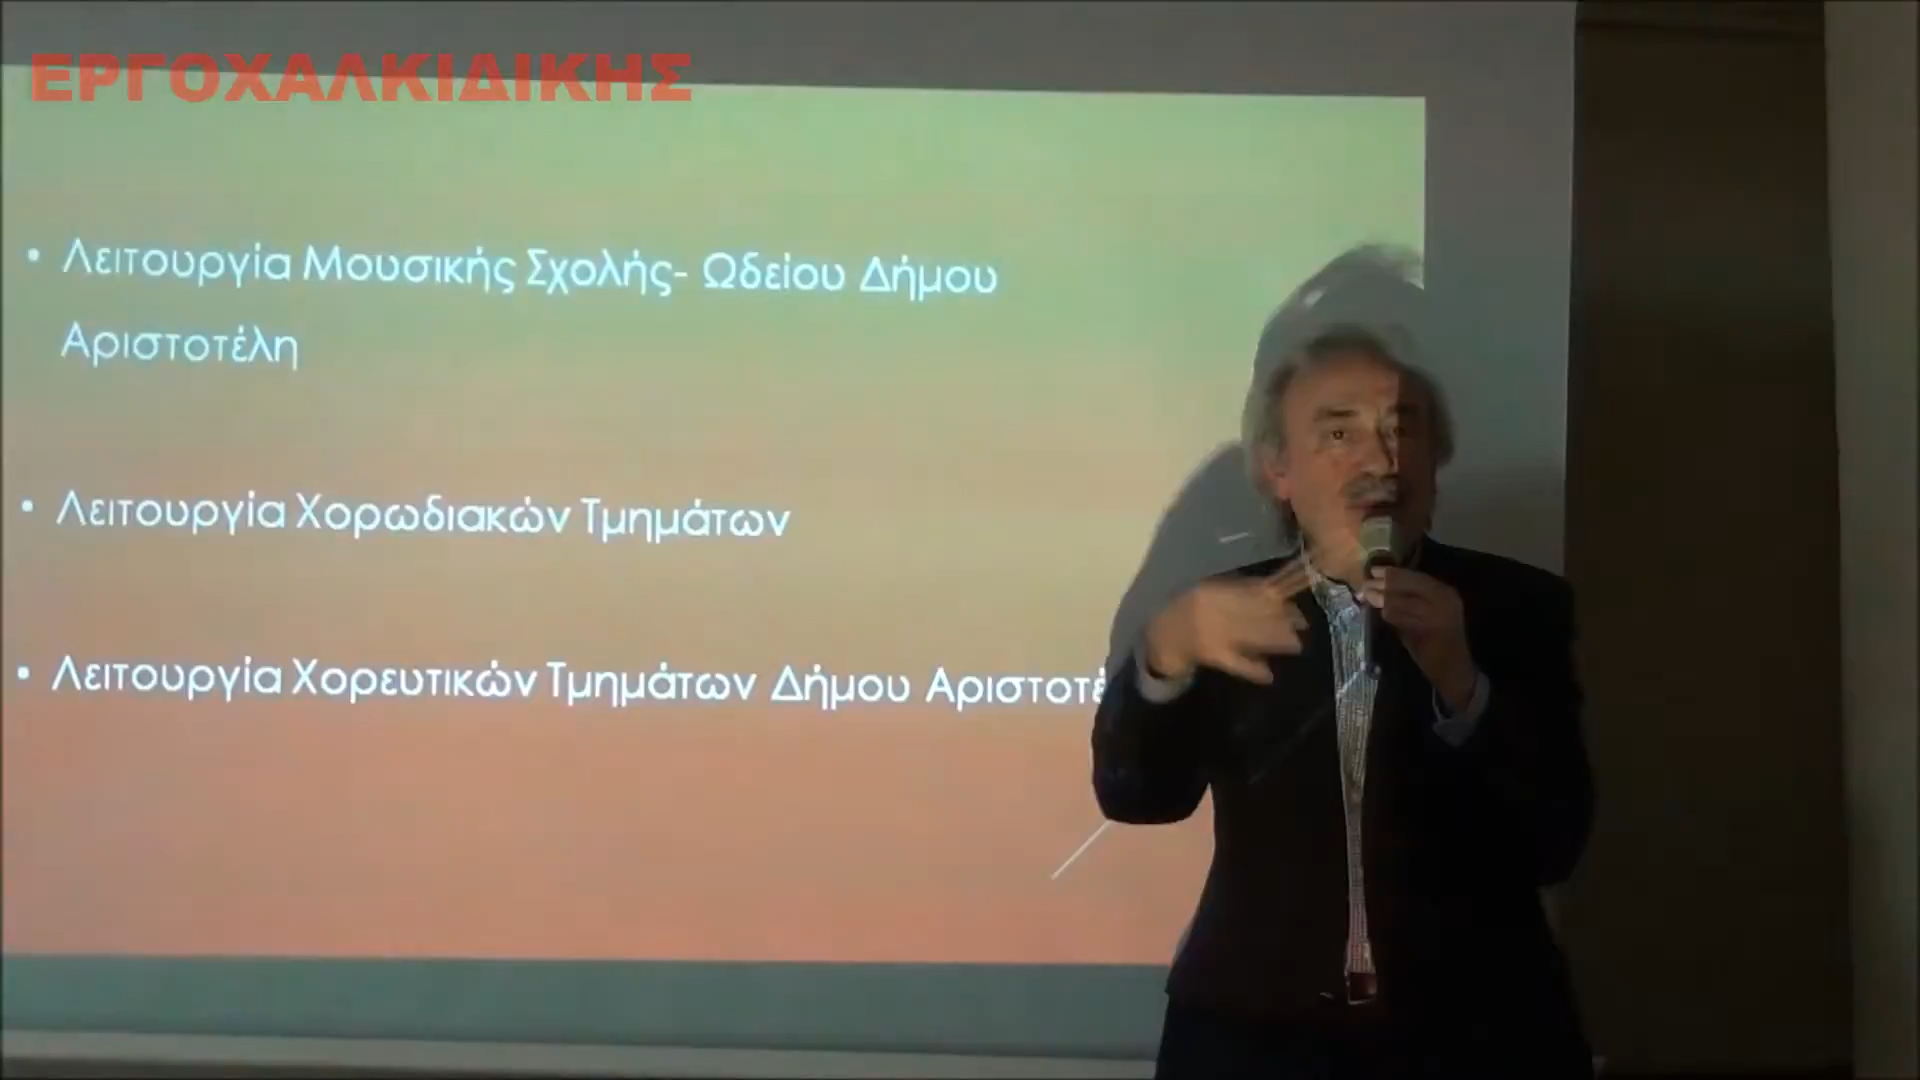 ΕΡΓΟΧΑΛΚΙΔΙΚΗΣ
• Λειτουργία Μουσικής Σχολής- Ωδείου Δήμου
Αριστοτέλη
• Λειτουργία Χορωδιακών Τμημάτων
• Λειτουργία Χορευτικών Τμημάτων Δήμου